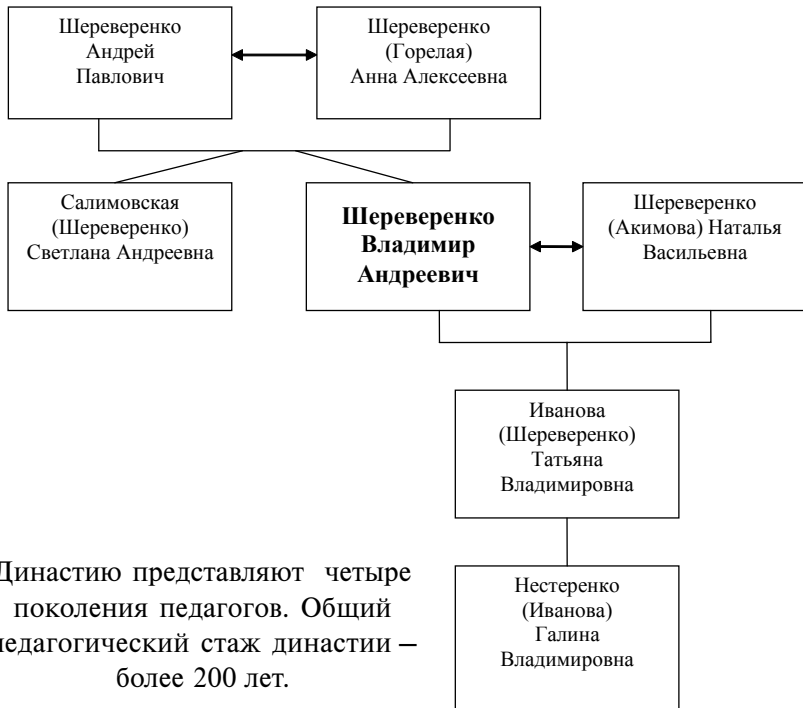 Шереверенко
Андрей
Павлович
Шереверенко
(Горелая)
Анна Алексеевна
Салимовская
(Шереверенко)
Светлана Андреевна
Шереверенко
Владимир
Андреевич
Шереверенко
(Акимова) Наталья
Васильевна
Иванова
(Шереверенко)
Татьяна
Владимировна
Династию представляют четыре
поколения педагогов. Общий
педагогический стаж династии –
более 200 лет.
Нестеренко
(Иванова)
Галина
Владимировна